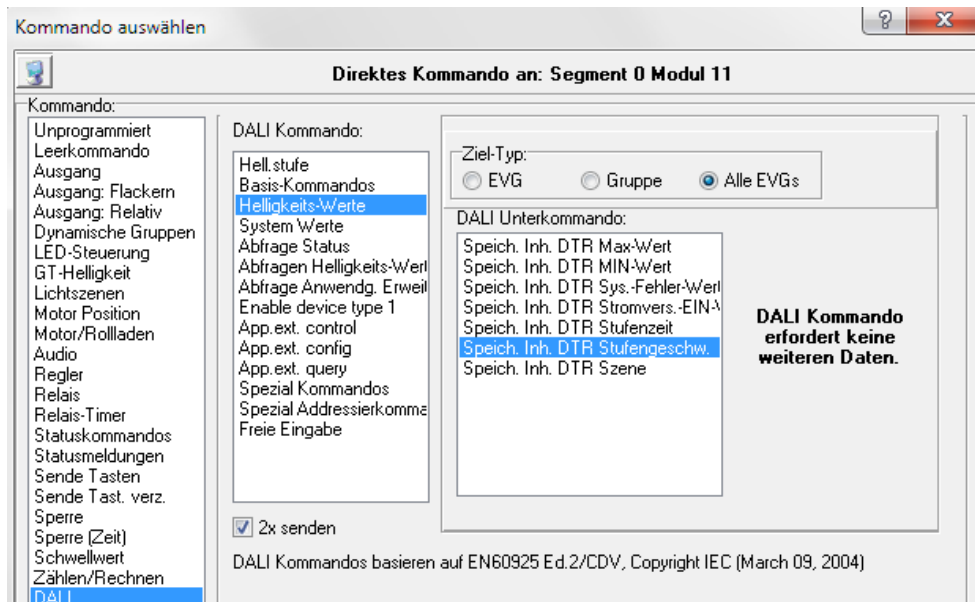 Kommando auswählen
?
X
Direktes Kommando an: Segment 0 Modul 11
Kommando:
Unprogrammiert
Leerkommando
Ausgang
Ausgang: Flackern
Ausgang: Relativ
Dynamische Gruppen
LED-Steuerung
GT-Helligkeit
Lichtszenen
Motor Position
Motor/Rollladen
Audio
Regler
Relais
Relais-Timer
Statuskommandos
Statusmeldungen
Sende Tasten
Sende Tast. verz.
Sperre
Sperre (Zeit)
Schwellwert
Zählen/Rechnen
DALI
DALI Kommando:
Hell.stufe
Basis-Kommandos
Helligkeits-Werte
System Werte
Abfrage Status
Abfragen Helligkeits-Wert
Abfrage Anwendg. Erweit
Enable device type 1
App.ext. control
App.ext. config
App.ext. query
Spezial Kommandos
Spezial Addressierkomma
Freie Eingabe
2x senden
Ziel-Typ:
EVG Gruppe Alle EVGs
DALI Unterkommando:
Speich. Inh. DTR Max-Wert
Speich. Inh. DTR MIN-Wert
Speich. Inh. DTR Sys.-Fehler-Wert
Speich. Inh. DTR Stromvers.-EIN-
Speich. Inh. DTR Stufenzeit
Speich. Inh. DTR Stufengeschw.
Speich. Inh. DTR Szene
DALI Kommando
erfordert keine
weiteren Daten.
DALI Kommandos basieren auf EN60925 Ed.2/CDV, Copyright IEC (March 09, 2004)